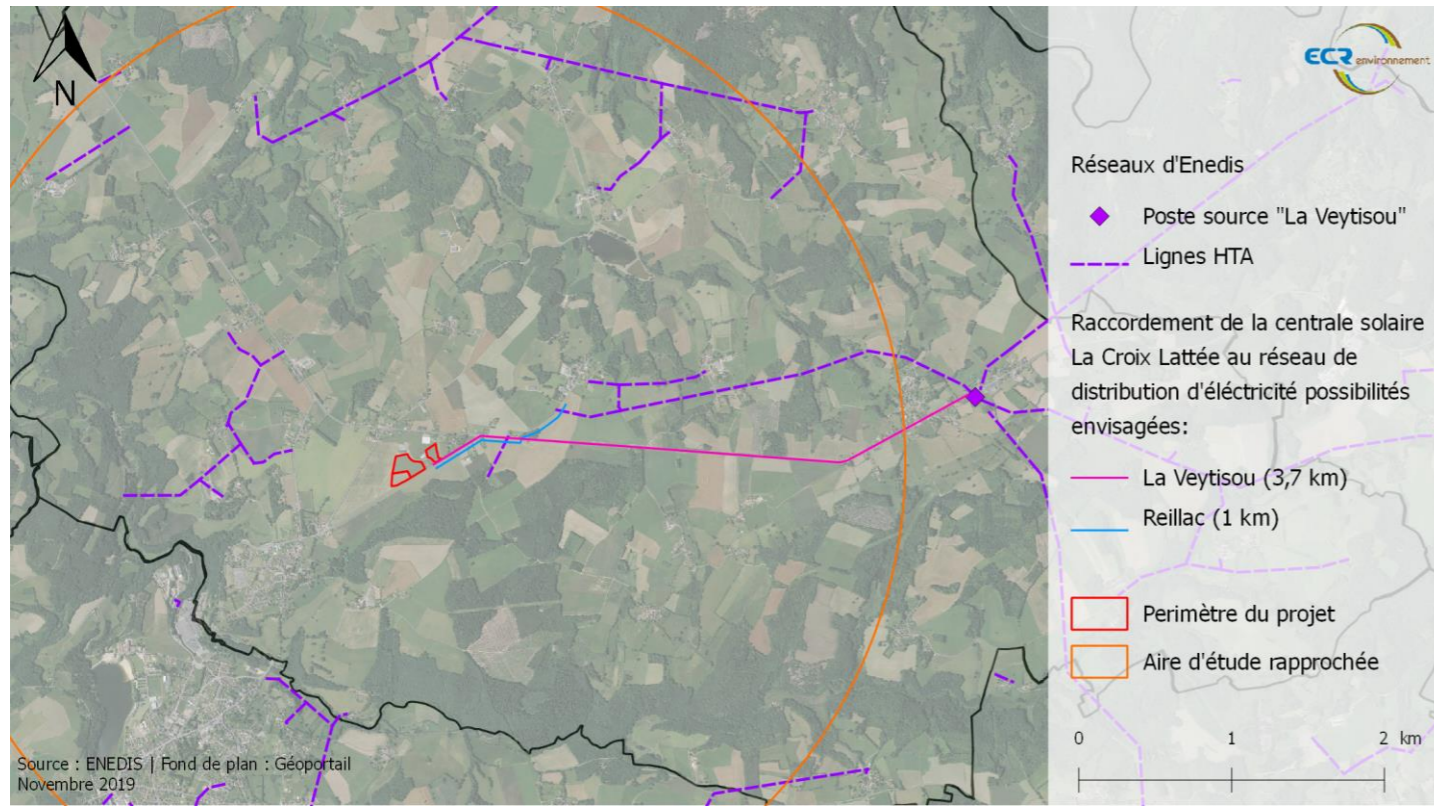 N
ECR environnement
Réseaux d'Enedis
Poste source "La Veytisou"
Lignes HTA
Raccordement de la centrale solaire
La Croix Lattée au réseau de
distribution d'éléctricité possibilités
envisagées:
La Veytisou (3,7 km)
Reillac (1 km)
Perimètre du projet
Aire d'étude rapprochée
0 1 2 km
Source : ENEDIS | Fond de plan : Géoportail
Novembre 2019